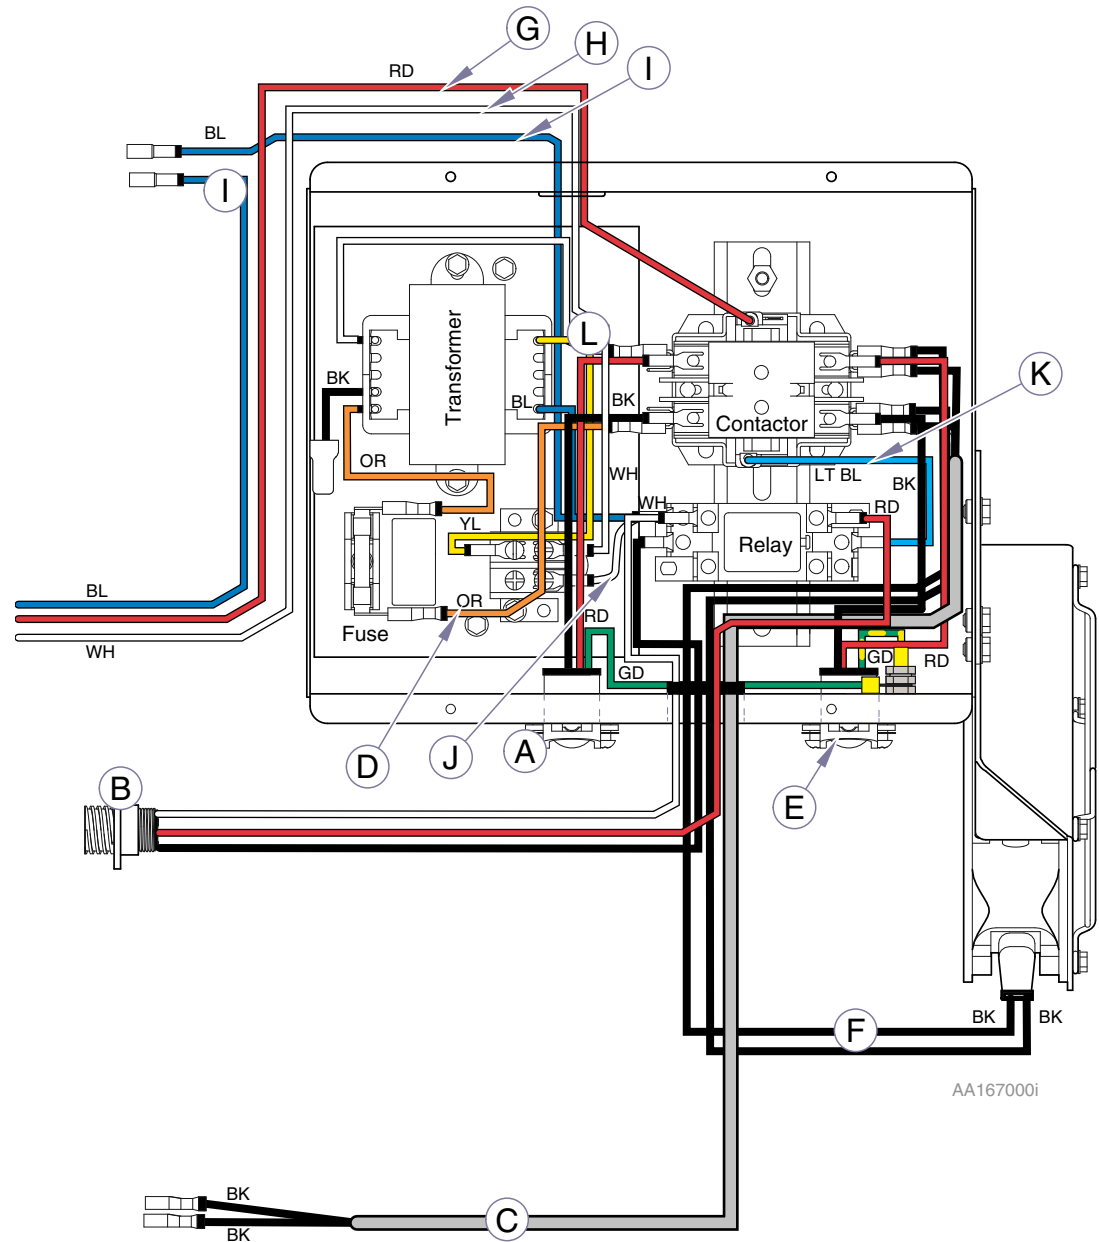 G
H
I
RD
BL
I
Transformer
L
K
BK
BL
BK
Contactor
OR
WH
LT BL
BK
WH
RD
YL
Relay
BL
OR
Fuse
RD
WH
GD
GD
RD
D
J
A
E
B
F
BK
BK
AA167000i
BK
C
BK